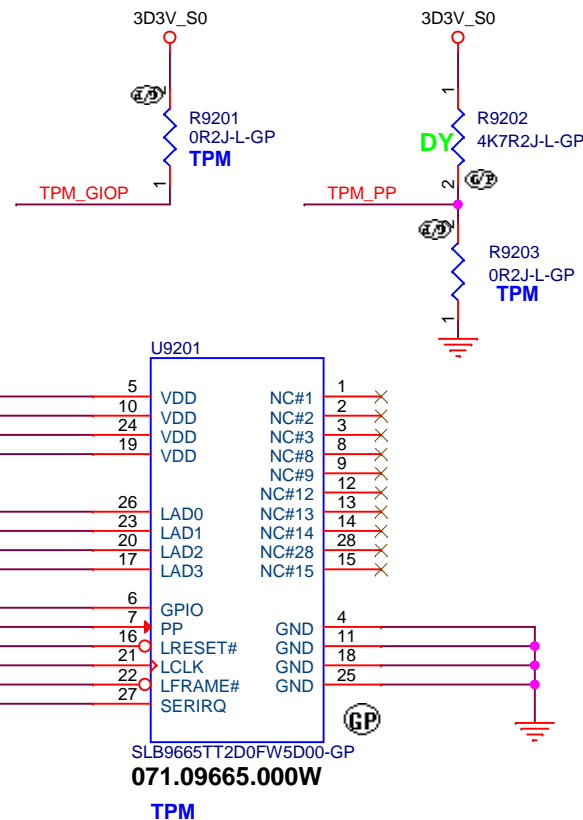 3D3V_S0
3D3V_S0
2
R9201
0R2J-L-GP
TPM
1
TPM_GIOP
1
R9202
4K7R2J-L-GP
DY
2
G/P
TPM_PP
2
R9203
0R2J-L-GP
TPM
1
U9201
5 VDD NC#1 1
10 VDD NC#2 2
24 VDD NC#3 3
19 VDD NC#8 8
NC#9 9
NC#12 12
26 LAD0 NC#13 13
23 LAD1 NC#14 14
20 LAD2 NC#28 28
17 LAD3 NC#15 15
6 GPIO
7 PP GND 4
16 LRESET# GND 11
21 LCLK GND 18
22 LFRAME# GND 25
27 SERIRQ
GP
SLB9665TT2D0FW5D00-GP
071.09665.000W
TPM